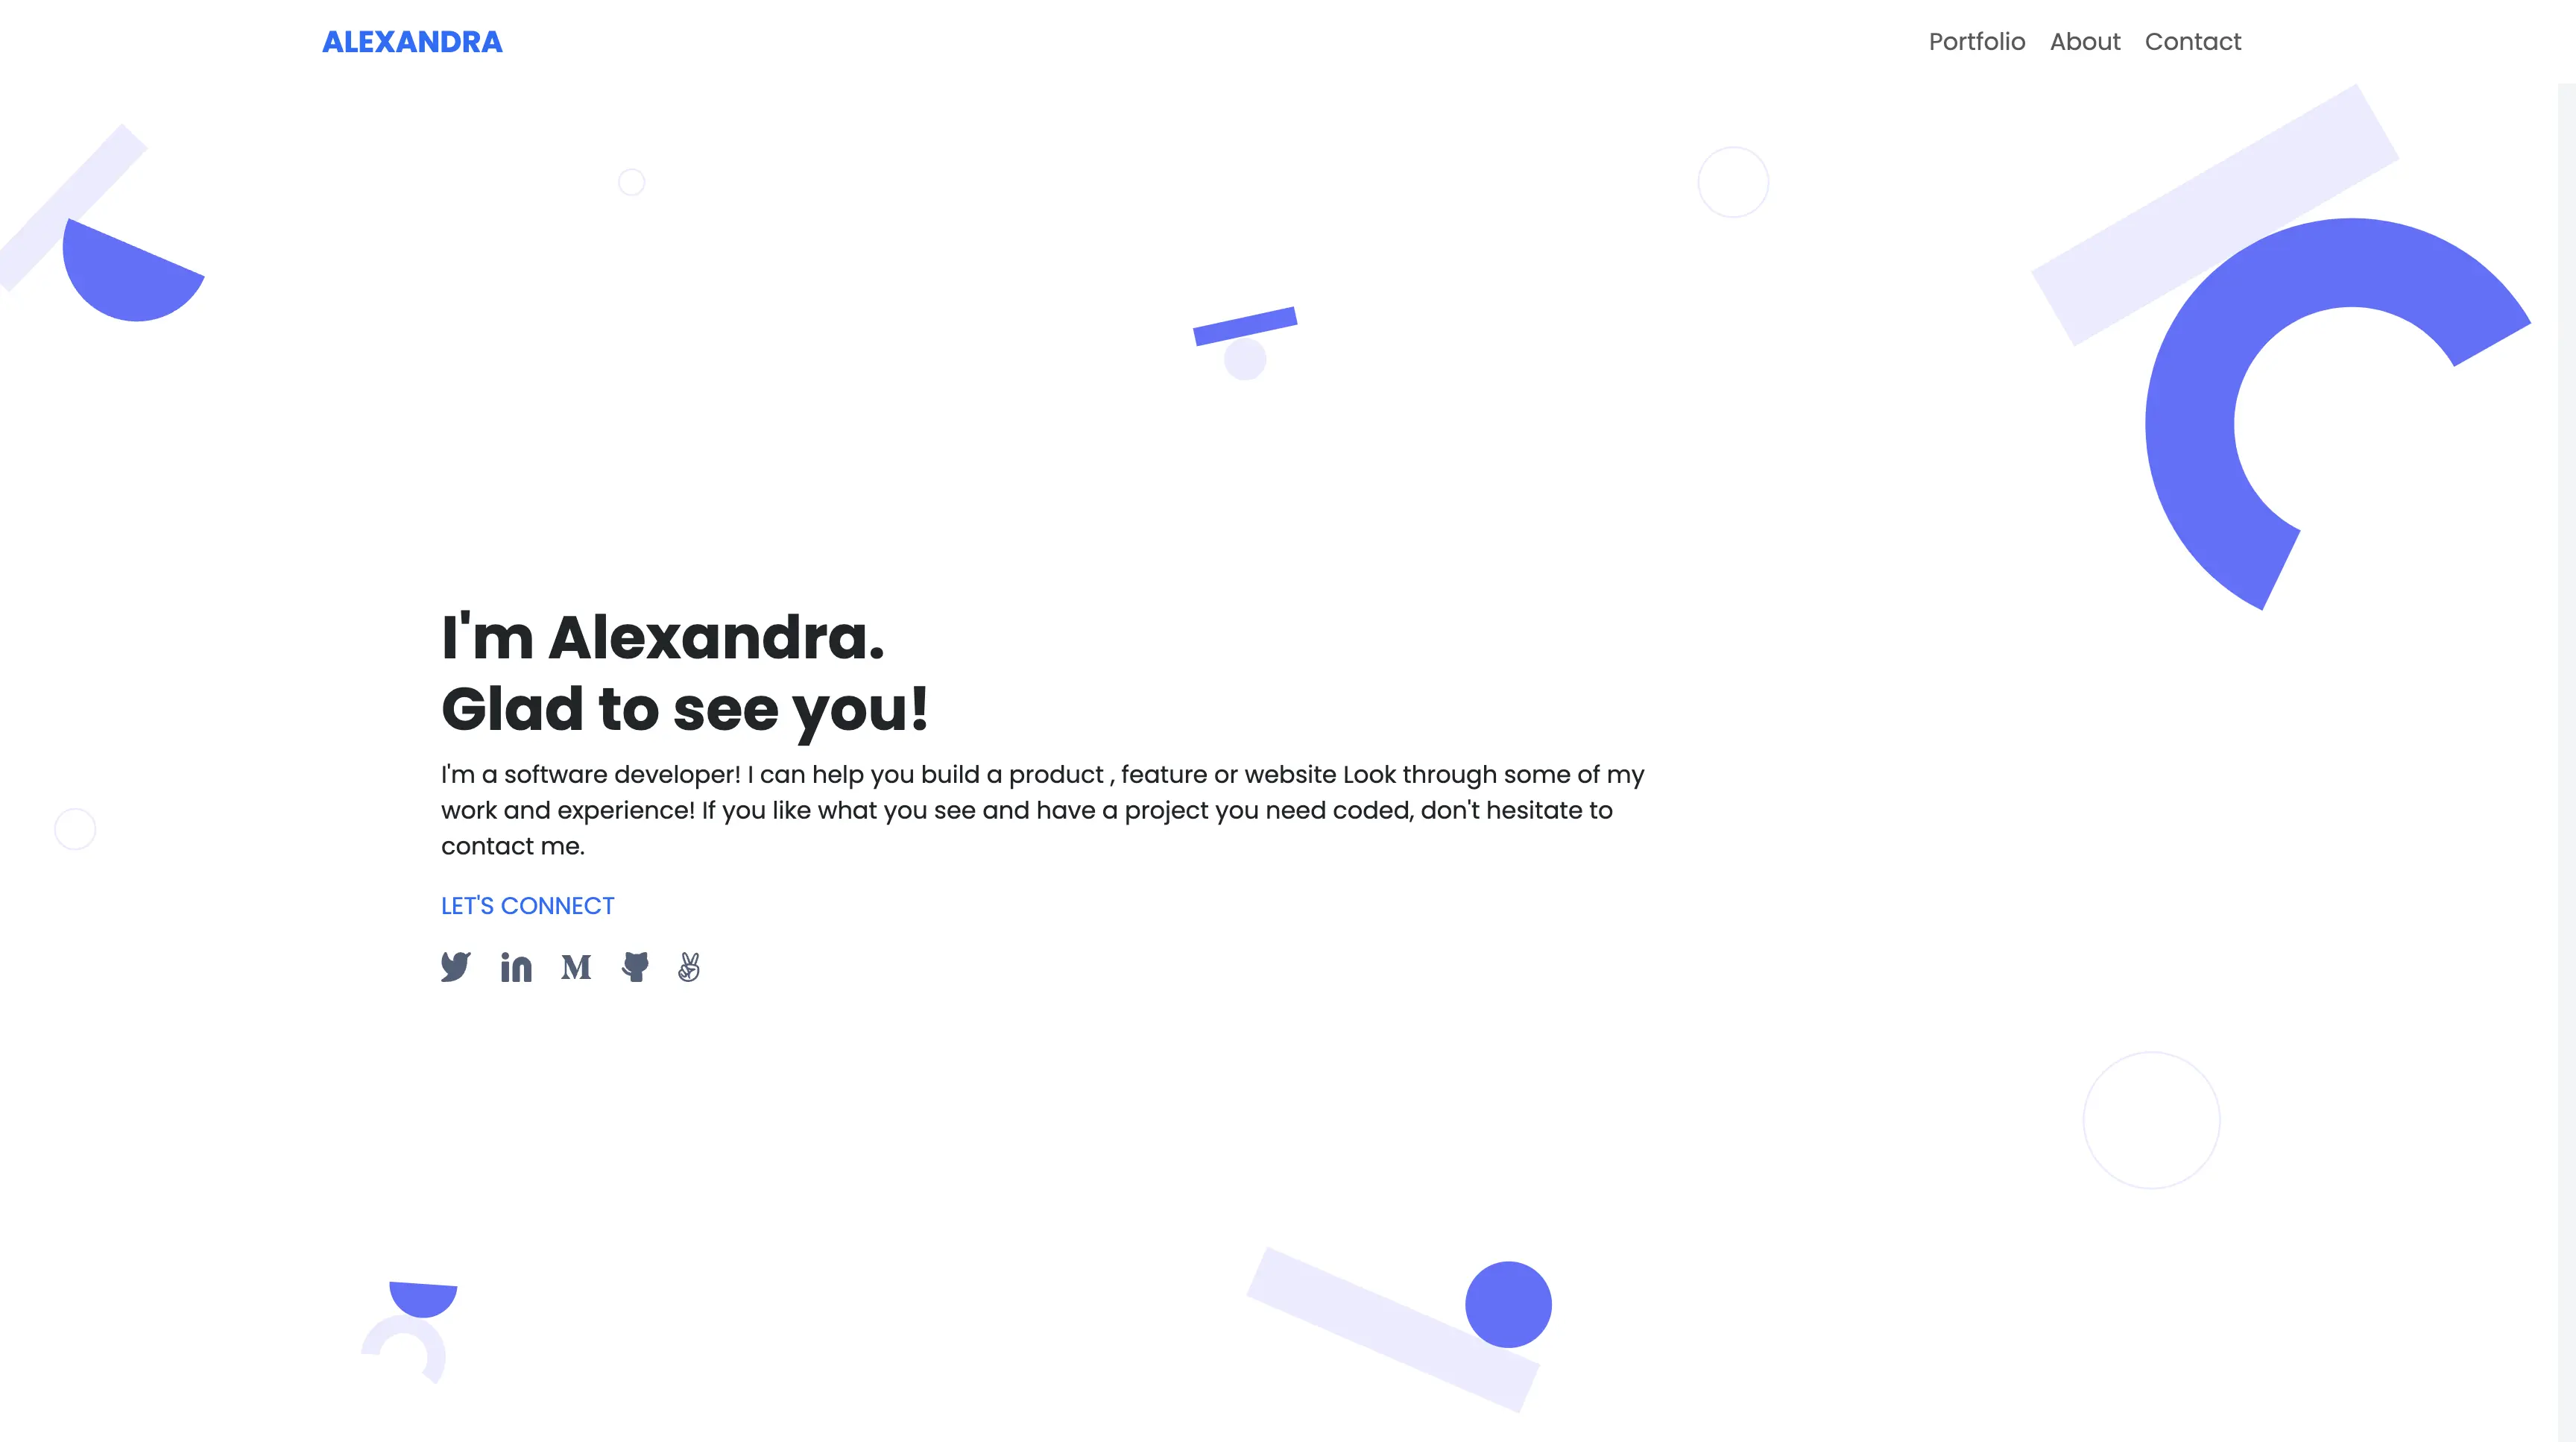 ALEXANDRA
Portfolio About Contact
I'm Alexandra.
Glad to see you!
I'm a software developer! I can help you build a product , feature or website Look through some of my
work and experience! If you like what you see and have a project you need coded, don't hesitate to
contact me.
LET'S CONNECT